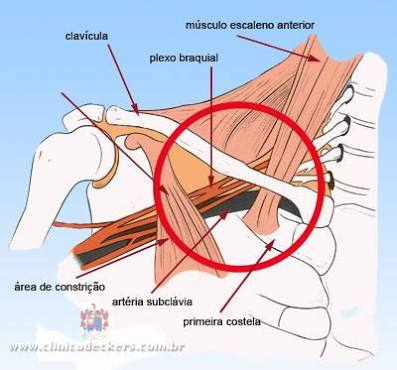 músculo escaleno anterior
clavícula
plexo braquial
área de constrição
artéria subclávia
primeira costela
www.clinicadeckers.com.br